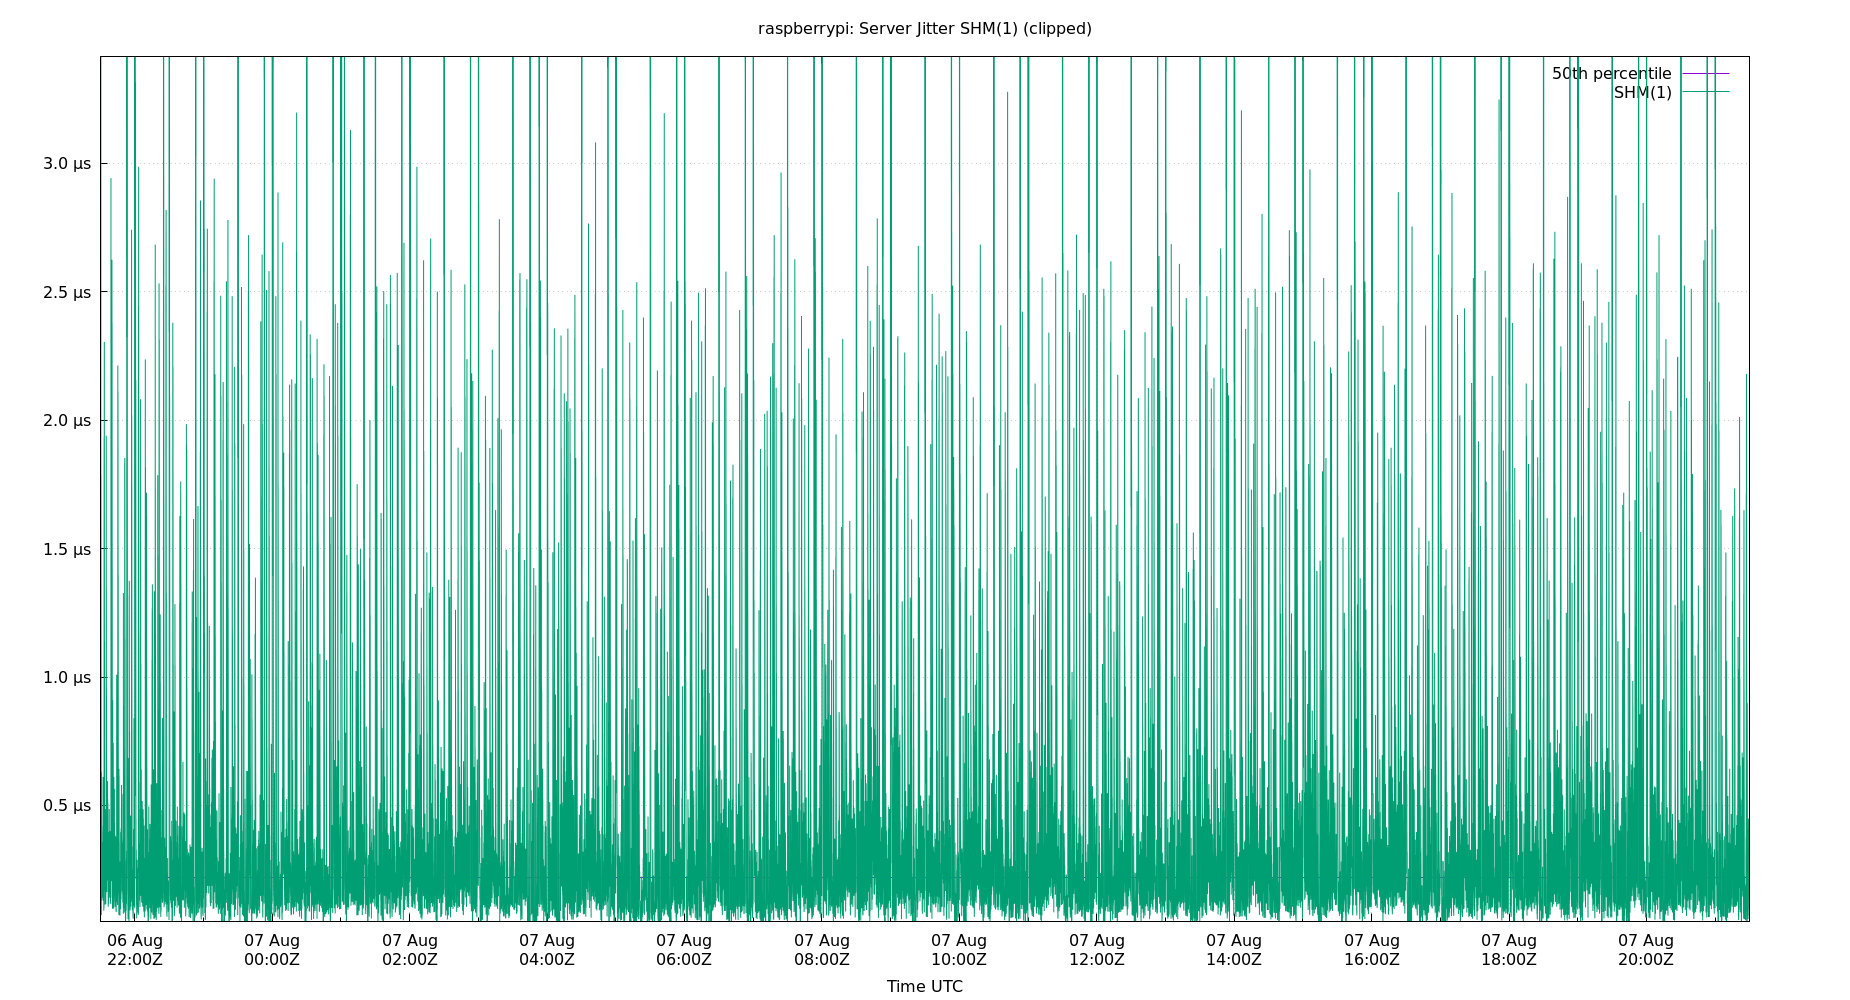 raspberrypi: Server Jitter SHM(1) (clipped)
50th percentile
SHM(1)
3.0 µs
2.5 µs
2.0 µs
1.5 µs
1.0 µs
0.5 µs
06 Aug 07 Aug 07 Aug 07 Aug 07 Aug 07 Aug 07 Aug 07 Aug 07 Aug 07 Aug 07 Aug 07 Aug
22:00Z 00:00Z 02:00Z 04:00Z 06:00Z 08:00Z 10:00Z 12:00Z 14:00Z 16:00Z 18:00Z 20:00Z
Time UTC